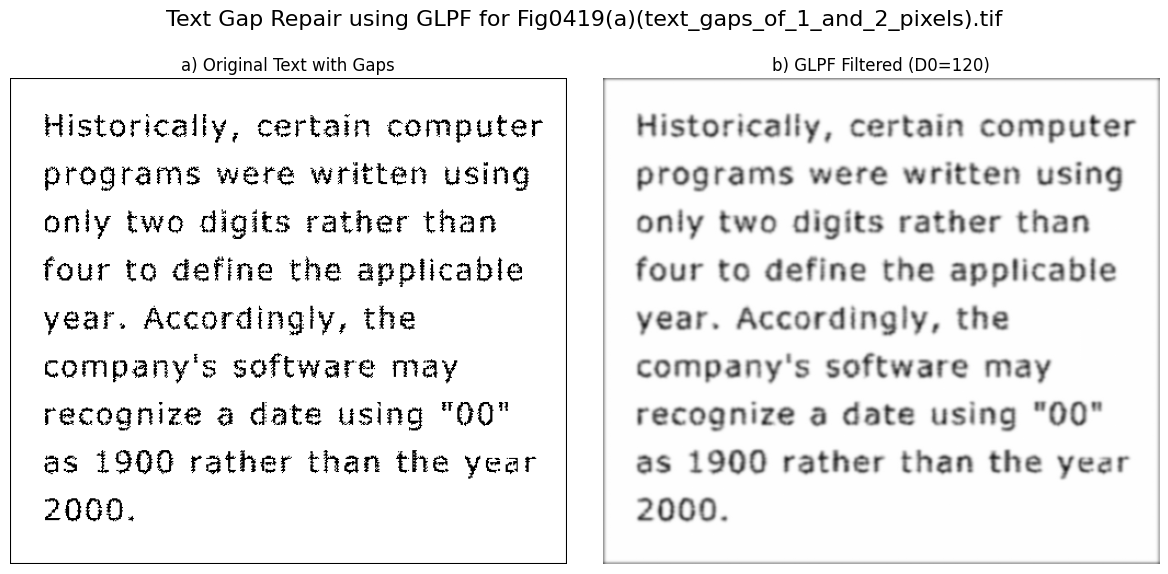 Text Gap Repair using GLPF for Fig0419(a)(text_gaps_of_1_and_2_pixels).tif
a) Original Text with Gaps
Historically, certain computer
programs were written using
only two digits rather than
four to define the applicable
year. Accordingly, the
company's software may
recognize a date using "00"
as 1900 rather than the year
2000.
b) GLPF Filtered (D0=120)
Historically, certain computer
programs were written using
only two digits rather than
four to define the applicable
year. Accordingly, the
company's software may
recognize a date using "00"
as 1900 rather than the year
2000.